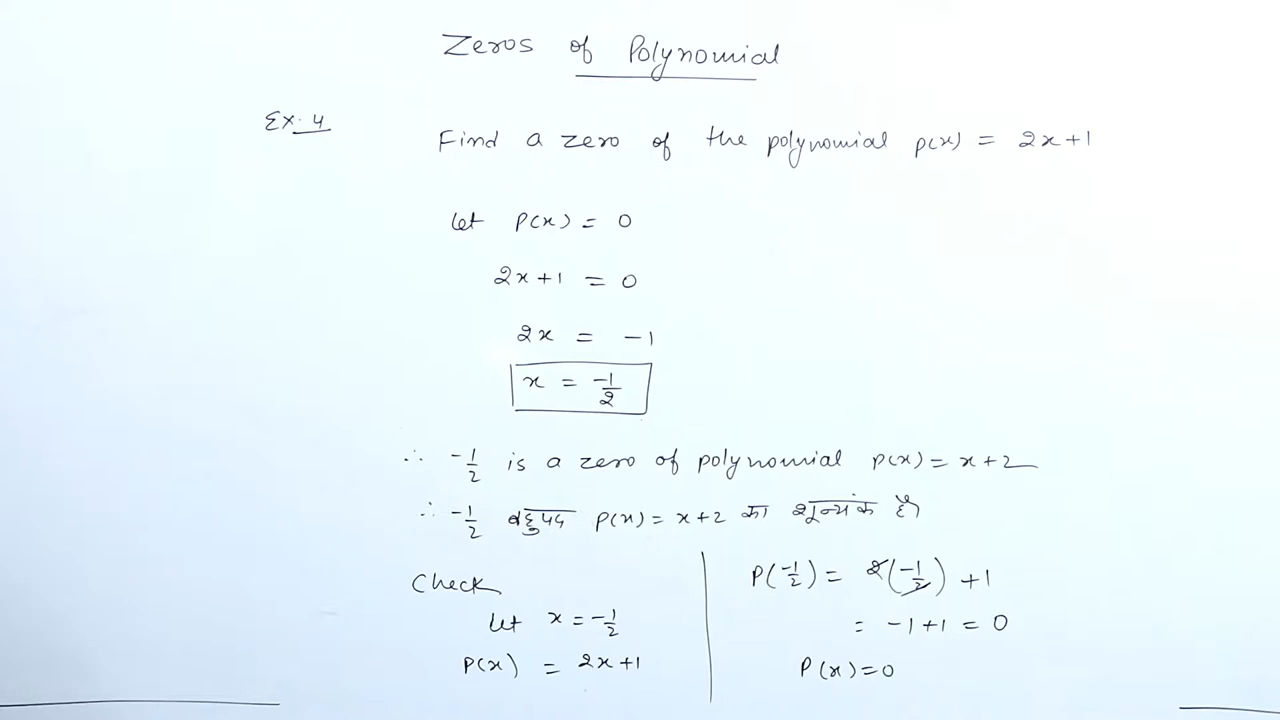 Zeros of Polynomial
Ex. 4
Find a zero of the polynomial p(x) = 2x+1
Let P(x) = 0
2x+1 = 0
2x = -1
x = -1/2
∴ -1/2 is a zero of polynomial P(x) = x+2
∴ -1/2 बहुपद P(x) = x+2 का शून्यांक है
Check
Let x = -1/2
P(x) = 2x+1
P(-1/2) = 2(-1/2) +1
= -1+1 = 0
P(x)=0